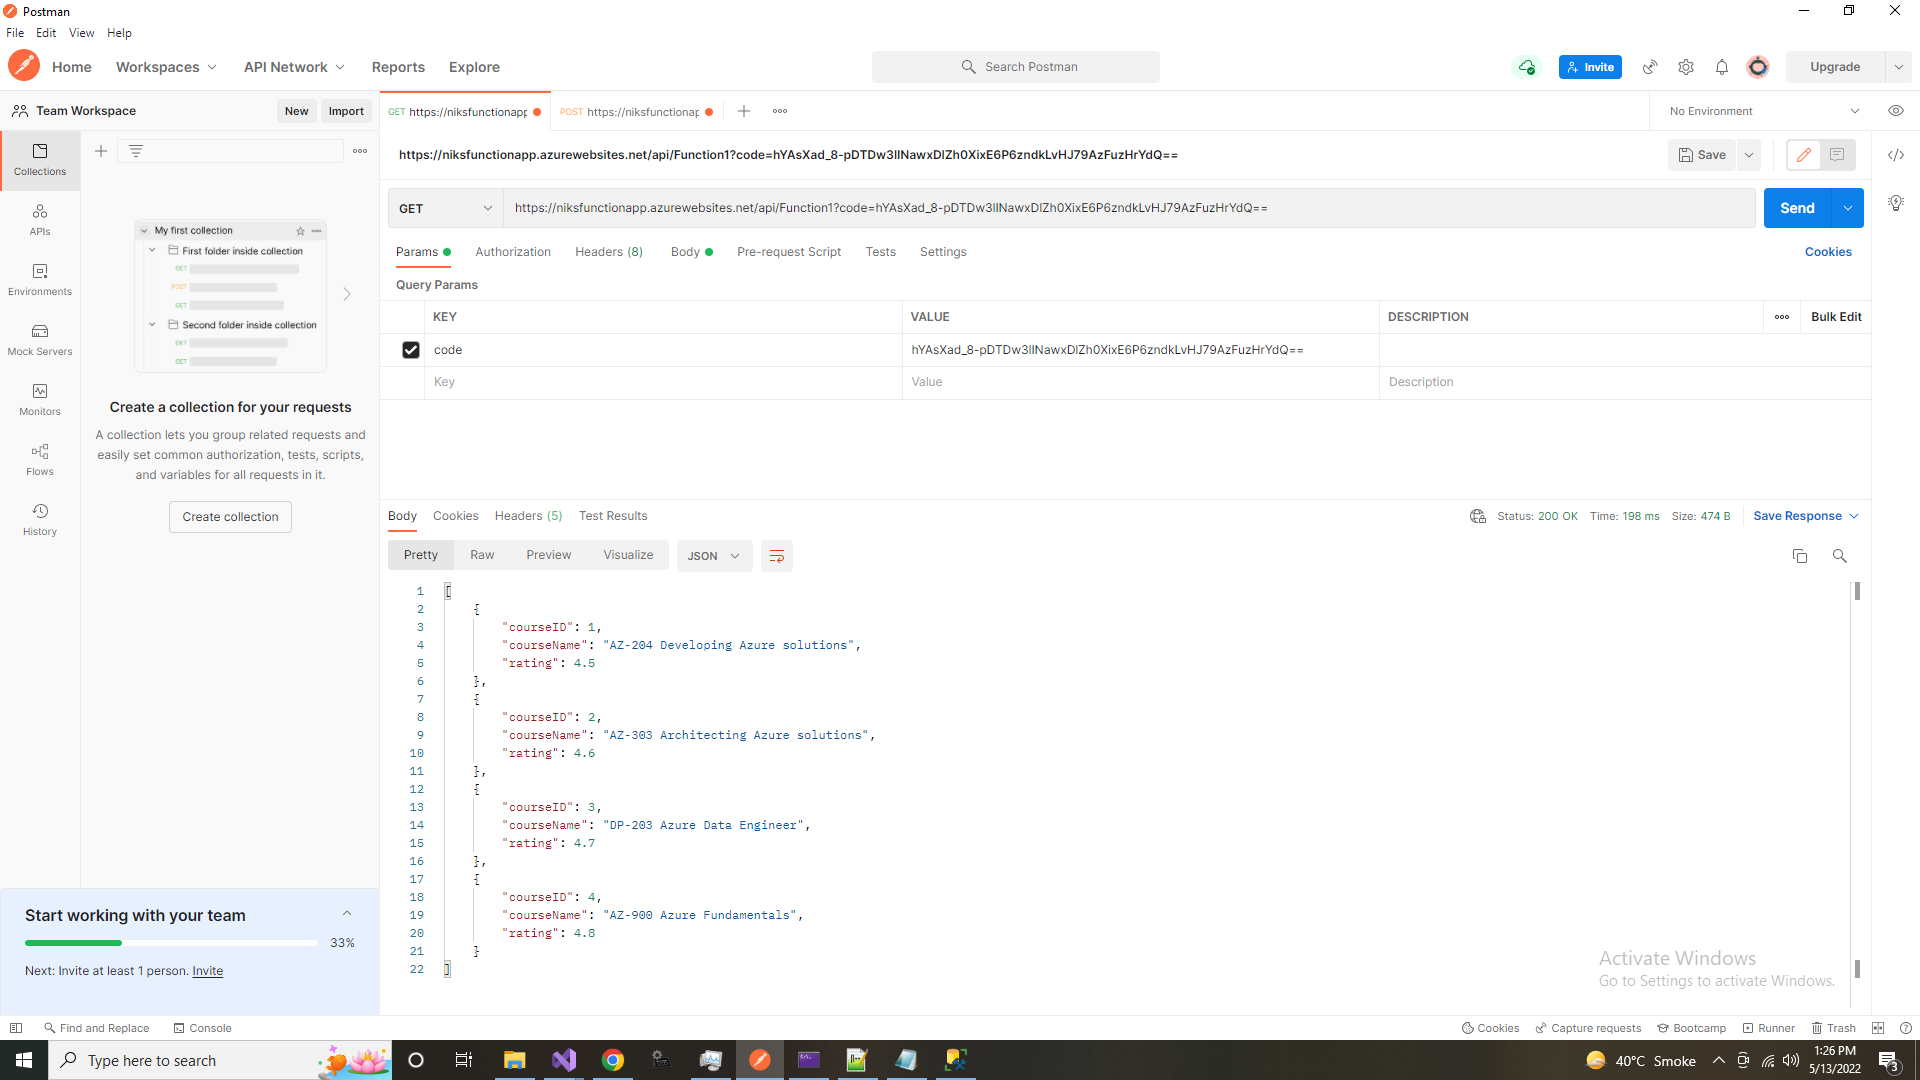 Postman
File Edit View Help
Home Workspaces API Network Reports Explore
Search Postman
Invite
Upgrade
Team Workspace
New Import
GET https://niksfunctionapp
POST https://niksfunctionap
No Environment
https://niksfunctionapp.azurewebsites.net/api/Function1?code=hYAsXad_8-pDTDw3lINawxDlZh0XixE6P6zndkLvHJ79AzFuzHrYdQ==
Save
GET
https://niksfunctionapp.azurewebsites.net/api/Function1?code=hYAsXad_8-pDTDw3lINawxDlZh0XixE6P6zndkLvHJ79AzFuzHrYdQ==
Send
Params Authorization Headers (8) Body Pre-request Script Tests Settings
Cookies
Query Params
KEY VALUE DESCRIPTION
Bulk Edit
code hYAsXad_8-pDTDw3lINawxDlZh0XixE6P6zndkLvHJ79AzFuzHrYdQ==
Key Value Description
Collections
APIs
Environments
Mock Servers
Monitors
Flows
History
My first collection
First folder inside collection
GET
POST
GET
Second folder inside collection
GET
GET
Create a collection for your requests
A collection lets you group related requests and
easily set common authorization, tests, scripts,
and variables for all requests in it.
Create collection
Start working with your team
33%
Next: Invite at least 1 person. Invite
Body Cookies Headers (5) Test Results
Status: 200 OK Time: 198 ms Size: 474 B
Save Response
Pretty Raw Preview Visualize JSON
1 [
2 {
3 "courseID": 1,
4 "courseName": "AZ-204 Developing Azure solutions",
5 "rating": 4.5
6 },
7 {
8 "courseID": 2,
9 "courseName": "AZ-303 Architecting Azure solutions",
10 "rating": 4.6
11 },
12 {
13 "courseID": 3,
14 "courseName": "DP-203 Azure Data Engineer",
15 "rating": 4.7
16 },
17 {
18 "courseID": 4,
19 "courseName": "AZ-900 Azure Fundamentals",
20 "rating": 4.8
21 }
22 ]
Activate Windows
Go to Settings to activate Windows.
Find and Replace Console
Cookies Capture requests Bootcamp Runner Trash
Type here to search
40°C Smoke
1:26 PM
5/13/2022
3